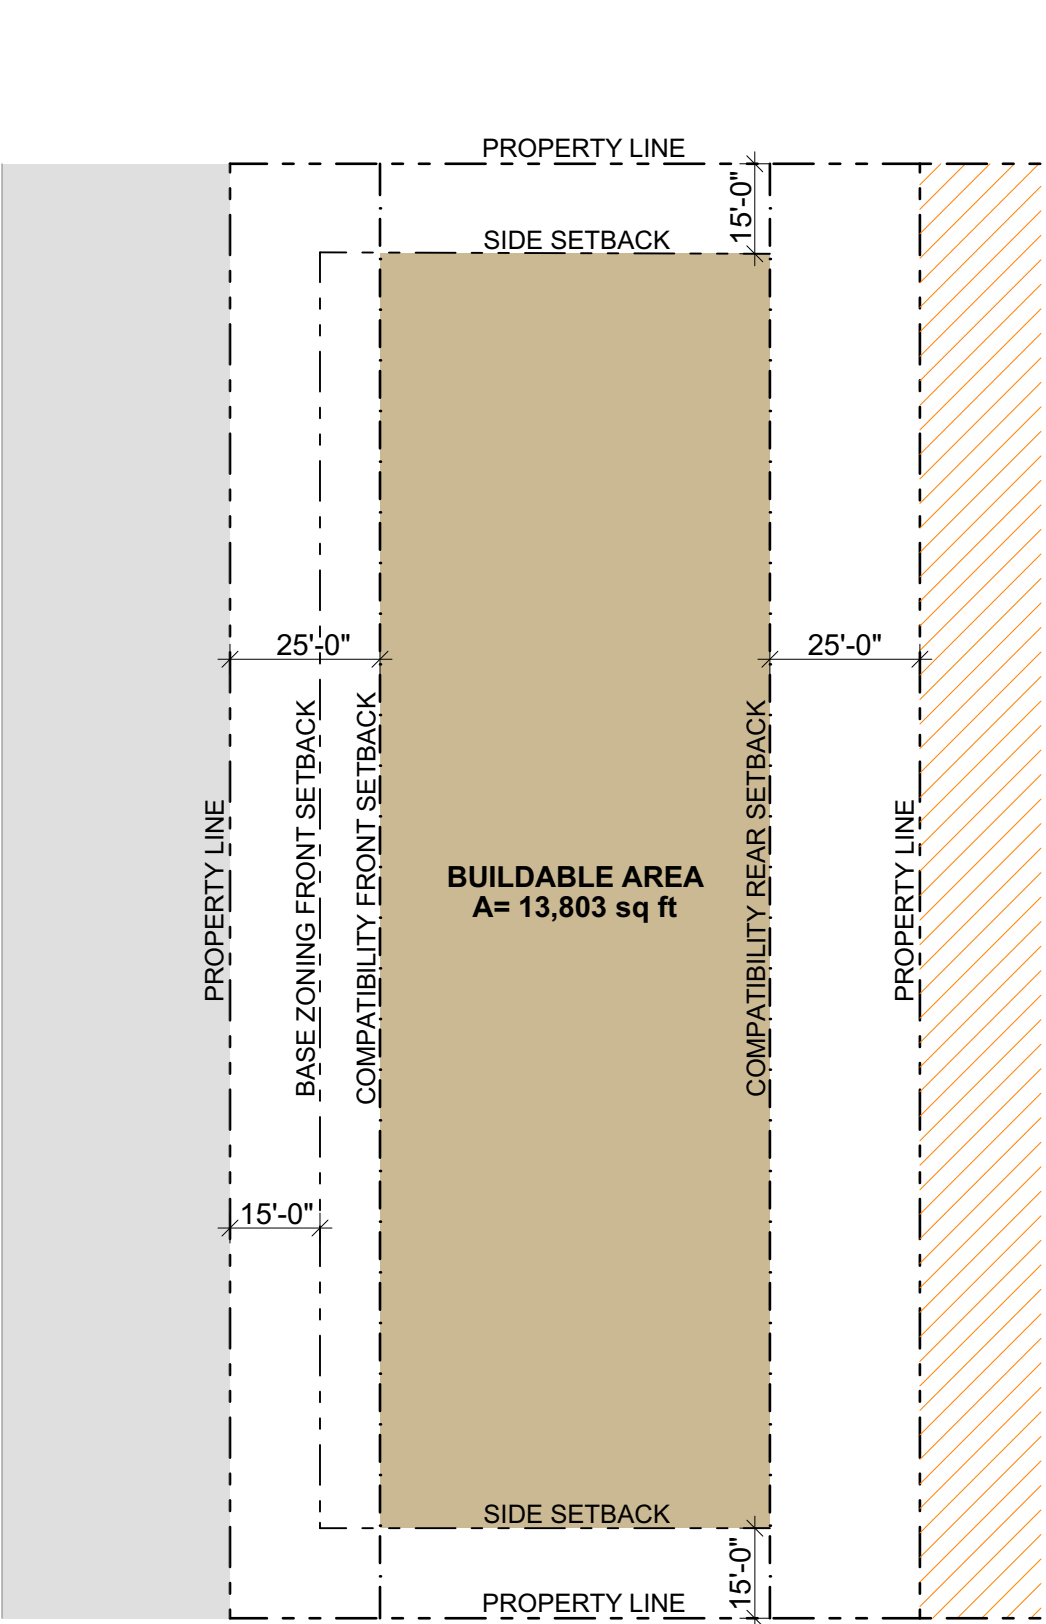 PROPERTY LINE
15'-0"
SIDE SETBACK
25'-0"
25'-0"
PROPERTY LINE
BASE ZONING FRONT SETBACK
COMPATIBILITY FRONT SETBACK
BUILDABLE AREA
A= 13,803 sq ft
COMPATIBILITY REAR SETBACK
PROPERTY LINE
15'-0"
SIDE SETBACK
15'-0"
PROPERTY LINE